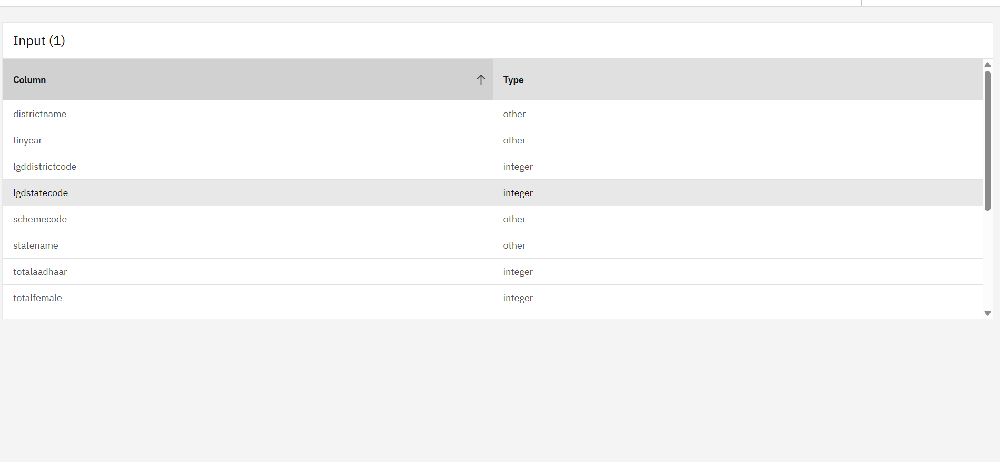 Input (1)
Column Type
districtname other
finyear other
lgddistrictcode integer
lgdstatecode integer
schemecode other
statename other
totalaadhaar integer
totalfemale integer